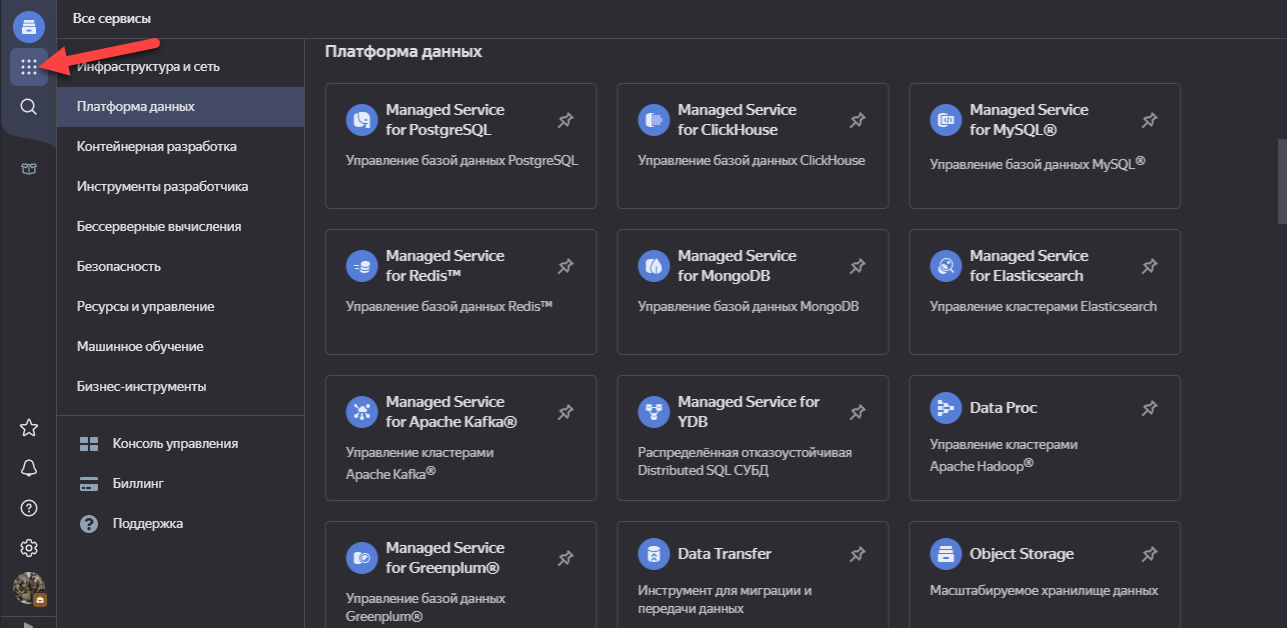 Все сервисы
Инфраструктура и сеть
Платформа данных
Контейнерная разработка
Инструменты разработчика
Бессерверные вычисления
Безопасность
Ресурсы и управление
Машинное обучение
Бизнес-инструменты
Консоль управления
Биллинг
Поддержка
Платформа данных
Managed Service
for PostgreSQL
Управление базой данных PostgreSQL
Managed Service
for ClickHouse
Управление базой данных ClickHouse
Managed Service
for MySQL®
Управление базой данных MySQL®
Managed Service
for Redis™
Управление базой данных Redis™
Managed Service
for MongoDB
Управление базой данных MongoDB
Managed Service
for Elasticsearch
Управление кластерами Elasticsearch
Managed Service
for Apache Kafka®
Управление кластерами
Apache Kafka®
Managed Service for
YDB
Распределённая отказоустойчивая
Distributed SQL СУБД
Data Proc
Управление кластерами
Apache Hadoop®
Managed Service
for Greenplum®
Управление базой данных
Greenplum®
Data Transfer
Инструмент для миграции и
передачи данных
Object Storage
Масштабируемое хранилище данных